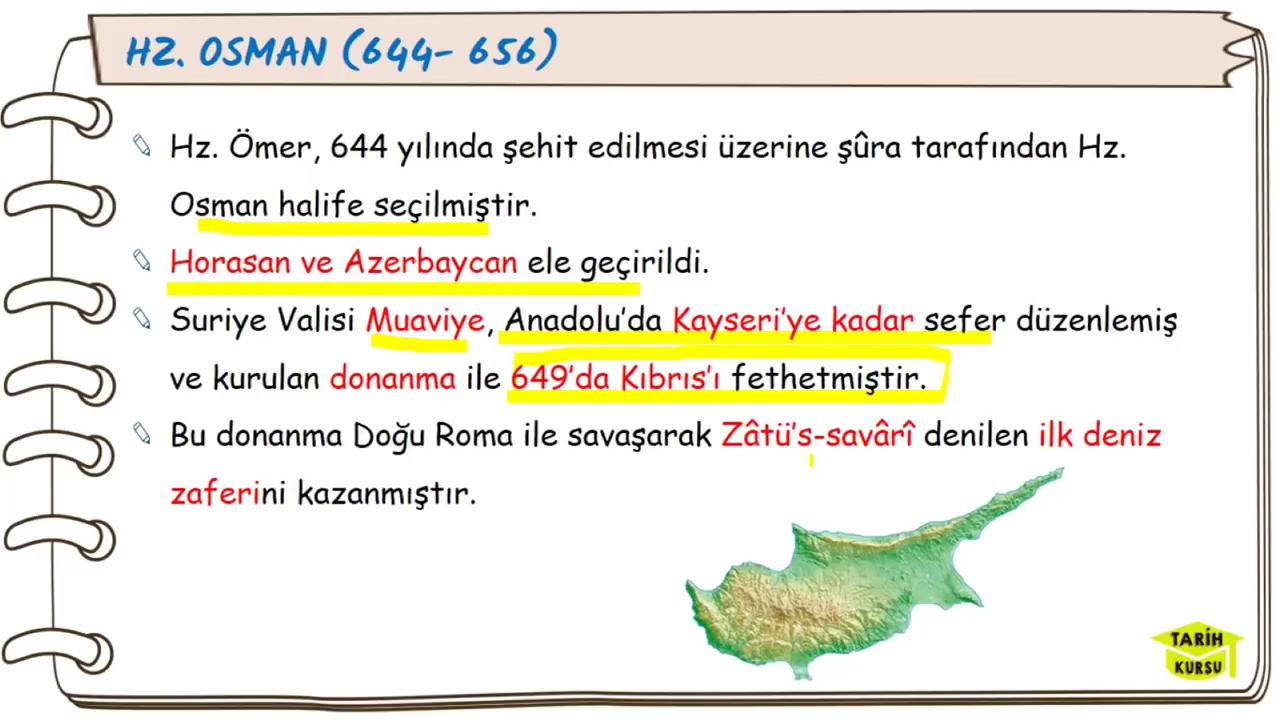 HZ. OSMAN (644- 656)
Hz. Ömer, 644 yılında şehit edilmesi üzerine şûra tarafından Hz.
Osman halife seçilmiştir.
Horasan ve Azerbaycan ele geçirildi.
Suriye Valisi Muaviye, Anadolu'da Kayseri'ye kadar sefer düzenlemiş
ve kurulan donanma ile 649'da Kıbrıs'ı fethetmiştir.
Bu donanma Doğu Roma ile savaşarak Zâtü's-savârî denilen ilk deniz
zaferini kazanmıştır.
TARİH
KURSU